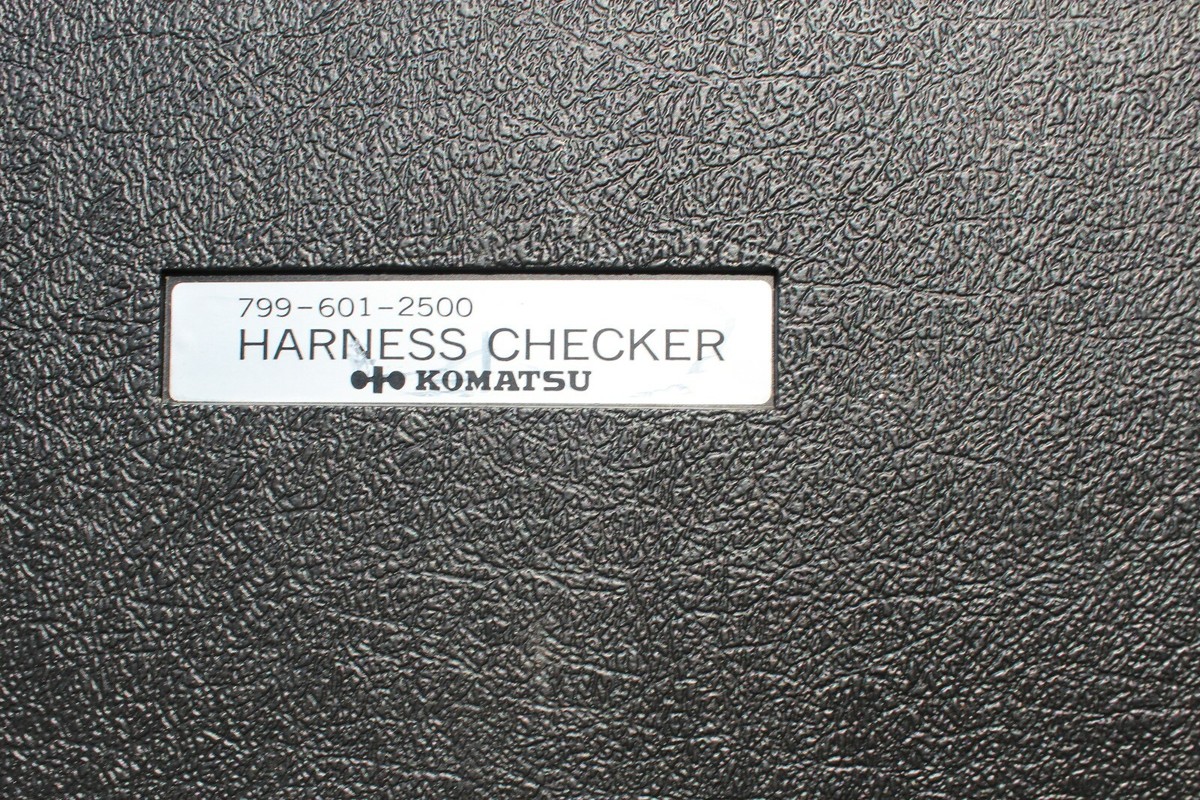 799-601-2500
HARNESS CHECKER
KOMATSU